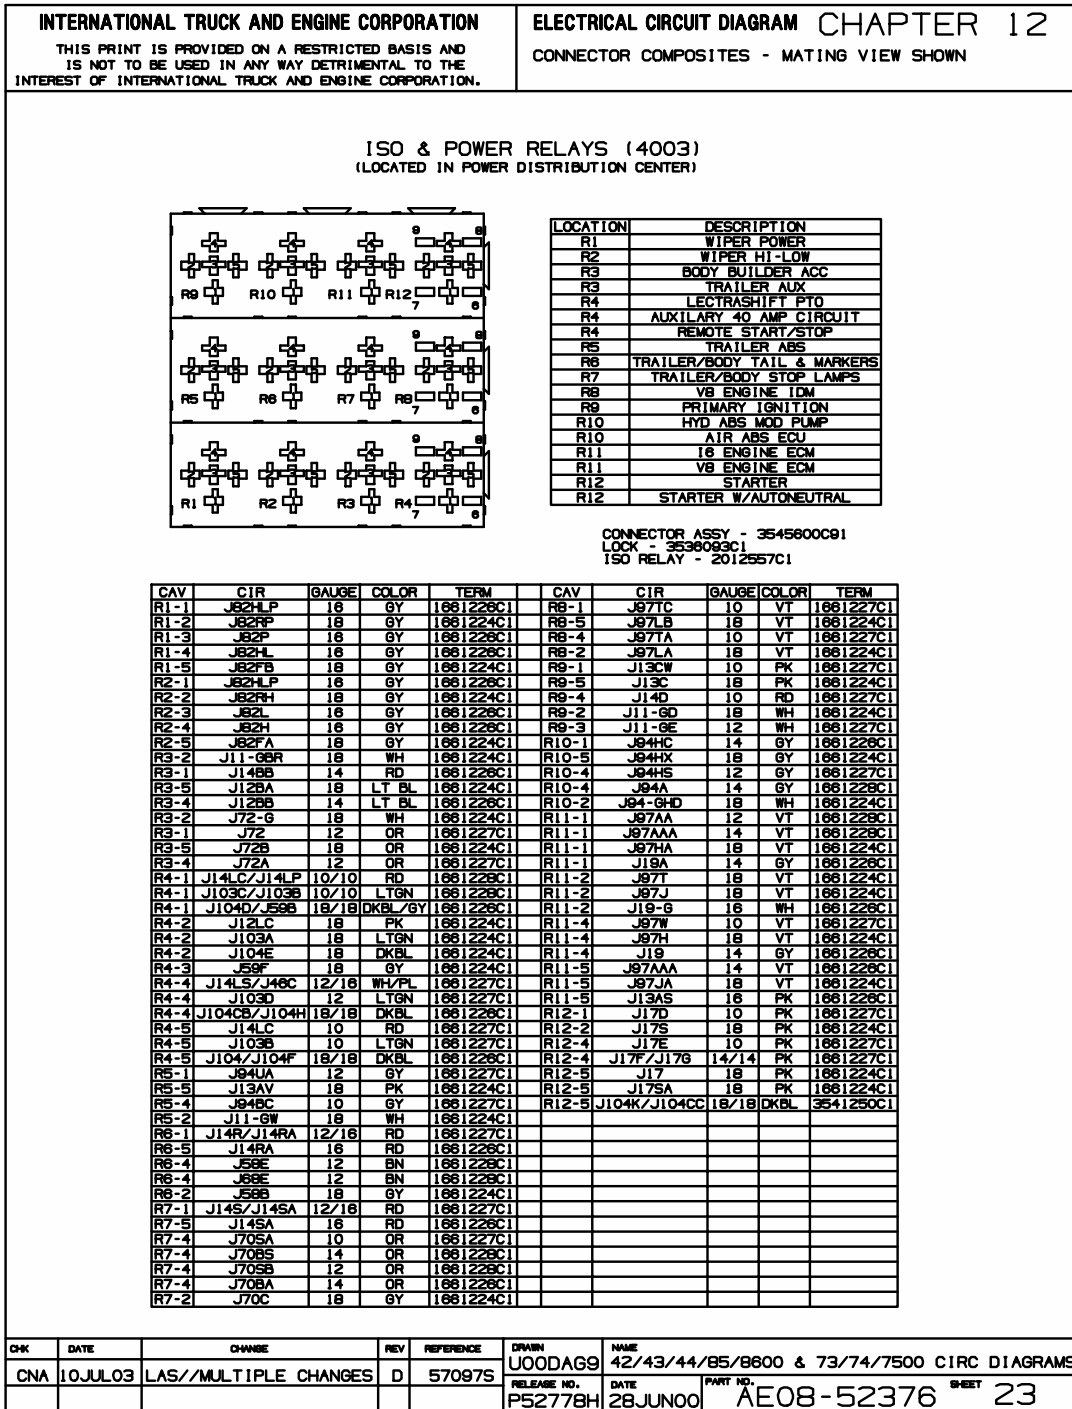 INTERNATIONAL TRUCK AND ENGINE CORPORATION
THIS PRINT IS PROVIDED ON A RESTRICTED BASIS AND
IS NOT TO BE USED IN ANY WAY DETRIMENTAL TO THE
INTEREST OF INTERNATIONAL TRUCK AND ENGINE CORPORATION.
ELECTRICAL CIRCUIT DIAGRAM CHAPTER 12
CONNECTOR COMPOSITES - MATING VIEW SHOWN
ISO & POWER RELAYS (4003)
(LOCATED IN POWER DISTRIBUTION CENTER)
9 8
R9 R10 R11 R12
7 6
9 8
R5 R6 R7 R8
7 6
9 8
R1 R2 R3 R4
7 6
LOCATION DESCRIPTION
R1 WIPER POWER
R2 WIPER HI-LOW
R3 BODY BUILDER ACC
R3 TRAILER AUX
R4 LECTRASHIFT PTO
R4 AUXILARY 40 AMP CIRCUIT
R4 REMOTE START/STOP
R5 TRAILER ABS
R6 TRAILER/BODY TAIL & MARKERS
R7 TRAILER/BODY STOP LAMPS
R8 V8 ENGINE IDM
R9 PRIMARY IGNITION
R10 HYD ABS MOD PUMP
R10 AIR ABS ECU
R11 I6 ENGINE ECM
R11 V8 ENGINE ECM
R12 STARTER
R12 STARTER W/AUTONEUTRAL
CONNECTOR ASSY - 3545600C91
LOCK - 3536093C1
ISO RELAY - 2012557C1
CAV CIR GAUGE COLOR TERM CAV CIR GAUGE COLOR TERM
R1-1 J82HLP 16 GY 1661226C1 R8-1 J97TC 10 VT 1661227C1
R1-2 J82RP 18 GY 1661224C1 R8-5 J97LB 18 VT 1661224C1
R1-3 J82P 16 GY 1661226C1 R8-4 J97TA 10 VT 1661227C1
R1-4 J82HL 16 GY 1661226C1 R8-2 J97LA 18 VT 1661224C1
R1-5 J82FB 18 GY 1661224C1 R9-1 J13CW 10 PK 1661227C1
R2-1 J82HLP 16 GY 1661226C1 R9-5 J13C 18 PK 1661224C1
R2-2 J82RH 18 GY 1661224C1 R9-4 J14D 10 RD 1661227C1
R2-3 J82L 16 GY 1661226C1 R9-2 J11-GD 18 WH 1661224C1
R2-4 J82H 16 GY 1661226C1 R9-3 J11-GE 12 WH 1661227C1
R2-5 J82FA 18 GY 1661224C1 R10-1 J94HC 14 GY 1661226C1
R3-2 J11-GBR 18 WH 1661224C1 R10-5 J94HX 18 GY 1661224C1
R3-1 J14BB 14 RD 1661226C1 R10-4 J94HS 12 GY 1661227C1
R3-5 J12BA 18 LT BL 1661224C1 R10-4 J94A 14 GY 1661228C1
R3-4 J12BB 14 LT BL 1661226C1 R10-2 J94-GHD 18 WH 1661224C1
R3-2 J72-G 18 WH 1661224C1 R11-1 J97AA 12 VT 1661228C1
R3-1 J72 12 OR 1661227C1 R11-1 J97AAA 14 VT 1661228C1
R3-5 J72B 18 OR 1661224C1 R11-1 J97HA 18 VT 1661224C1
R3-4 J72A 12 OR 1661227C1 R11-1 J19A 14 GY 1661226C1
R4-1 J14LC/J14LP 10/10 RD 1661228C1 R11-2 J97T 18 VT 1661224C1
R4-1 J103C/J103B 10/10 LTGN 1661228C1 R11-2 J97J 18 VT 1661224C1
R4-1 J104D/J59B 18/18 DKBL/GY 1661226C1 R11-2 J19-G 16 WH 1661226C1
R4-2 J12LC 18 PK 1661224C1 R11-4 J97W 10 VT 1661227C1
R4-2 J103A 18 LTGN 1661224C1 R11-4 J97H 18 VT 1661224C1
R4-2 J104E 18 DKBL 1661224C1 R11-4 J19 14 GY 1661226C1
R4-3 J59F 18 GY 1661224C1 R11-5 J97AAA 14 VT 1661226C1
R4-4 J14LS/J46C 12/16 WH/PL 1661227C1 R11-5 J97JA 18 VT 1661224C1
R4-4 J103D 12 LTGN 1661227C1 R11-5 J13AS 16 PK 1661226C1
R4-4 J104CB/J104H 18/18 DKBL 1661226C1 R12-1 J17D 10 PK 1661227C1
R4-5 J14LC 10 RD 1661227C1 R12-2 J17S 18 PK 1661224C1
R4-5 J103B 10 LTGN 1661227C1 R12-4 J17E 10 PK 1661227C1
R4-5 J104/J104F 18/18 DKBL 1661226C1 R12-4 J17F/J17G 14/14 PK 1661227C1
R5-1 J94UA 12 GY 1661227C1 R12-5 J17 18 PK 1661224C1
R5-5 J13AV 18 PK 1661224C1 R12-5 J17SA 18 PK 1661224C1
R5-4 J94BC 10 GY 1661227C1 R12-5 J104K/J104CC 18/18 DKBL 3541250C1
R5-2 J11-GW 18 WH 1661224C1
R6-1 J14R/J14RA 12/16 RD 1661227C1
R6-5 J14RA 16 RD 1661226C1
R6-4 J58E 12 BN 1661228C1
R6-4 J68E 12 BN 1661228C1
R6-2 J58B 18 GY 1661224C1
R7-1 J14S/J14SA 12/16 RD 1661227C1
R7-5 J14SA 16 RD 1661226C1
R7-4 J70SA 10 OR 1661227C1
R7-4 J70BS 14 OR 1661228C1
R7-4 J70SB 12 OR 1661228C1
R7-4 J70BA 14 OR 1661226C1
R7-2 J70C 18 GY 1661224C1
CHK DATE CHANGE REV REFERENCE DRAWN NAME
CNA 10JUL03 LAS//MULTIPLE CHANGES D 57097S U00DAG9 42/43/44/85/8600 & 73/74/7500 CIRC DIAGRAMS
RELEASE NO. DATE PART NO. SHEET
P52778H 28JUN00 AE08-52376 23